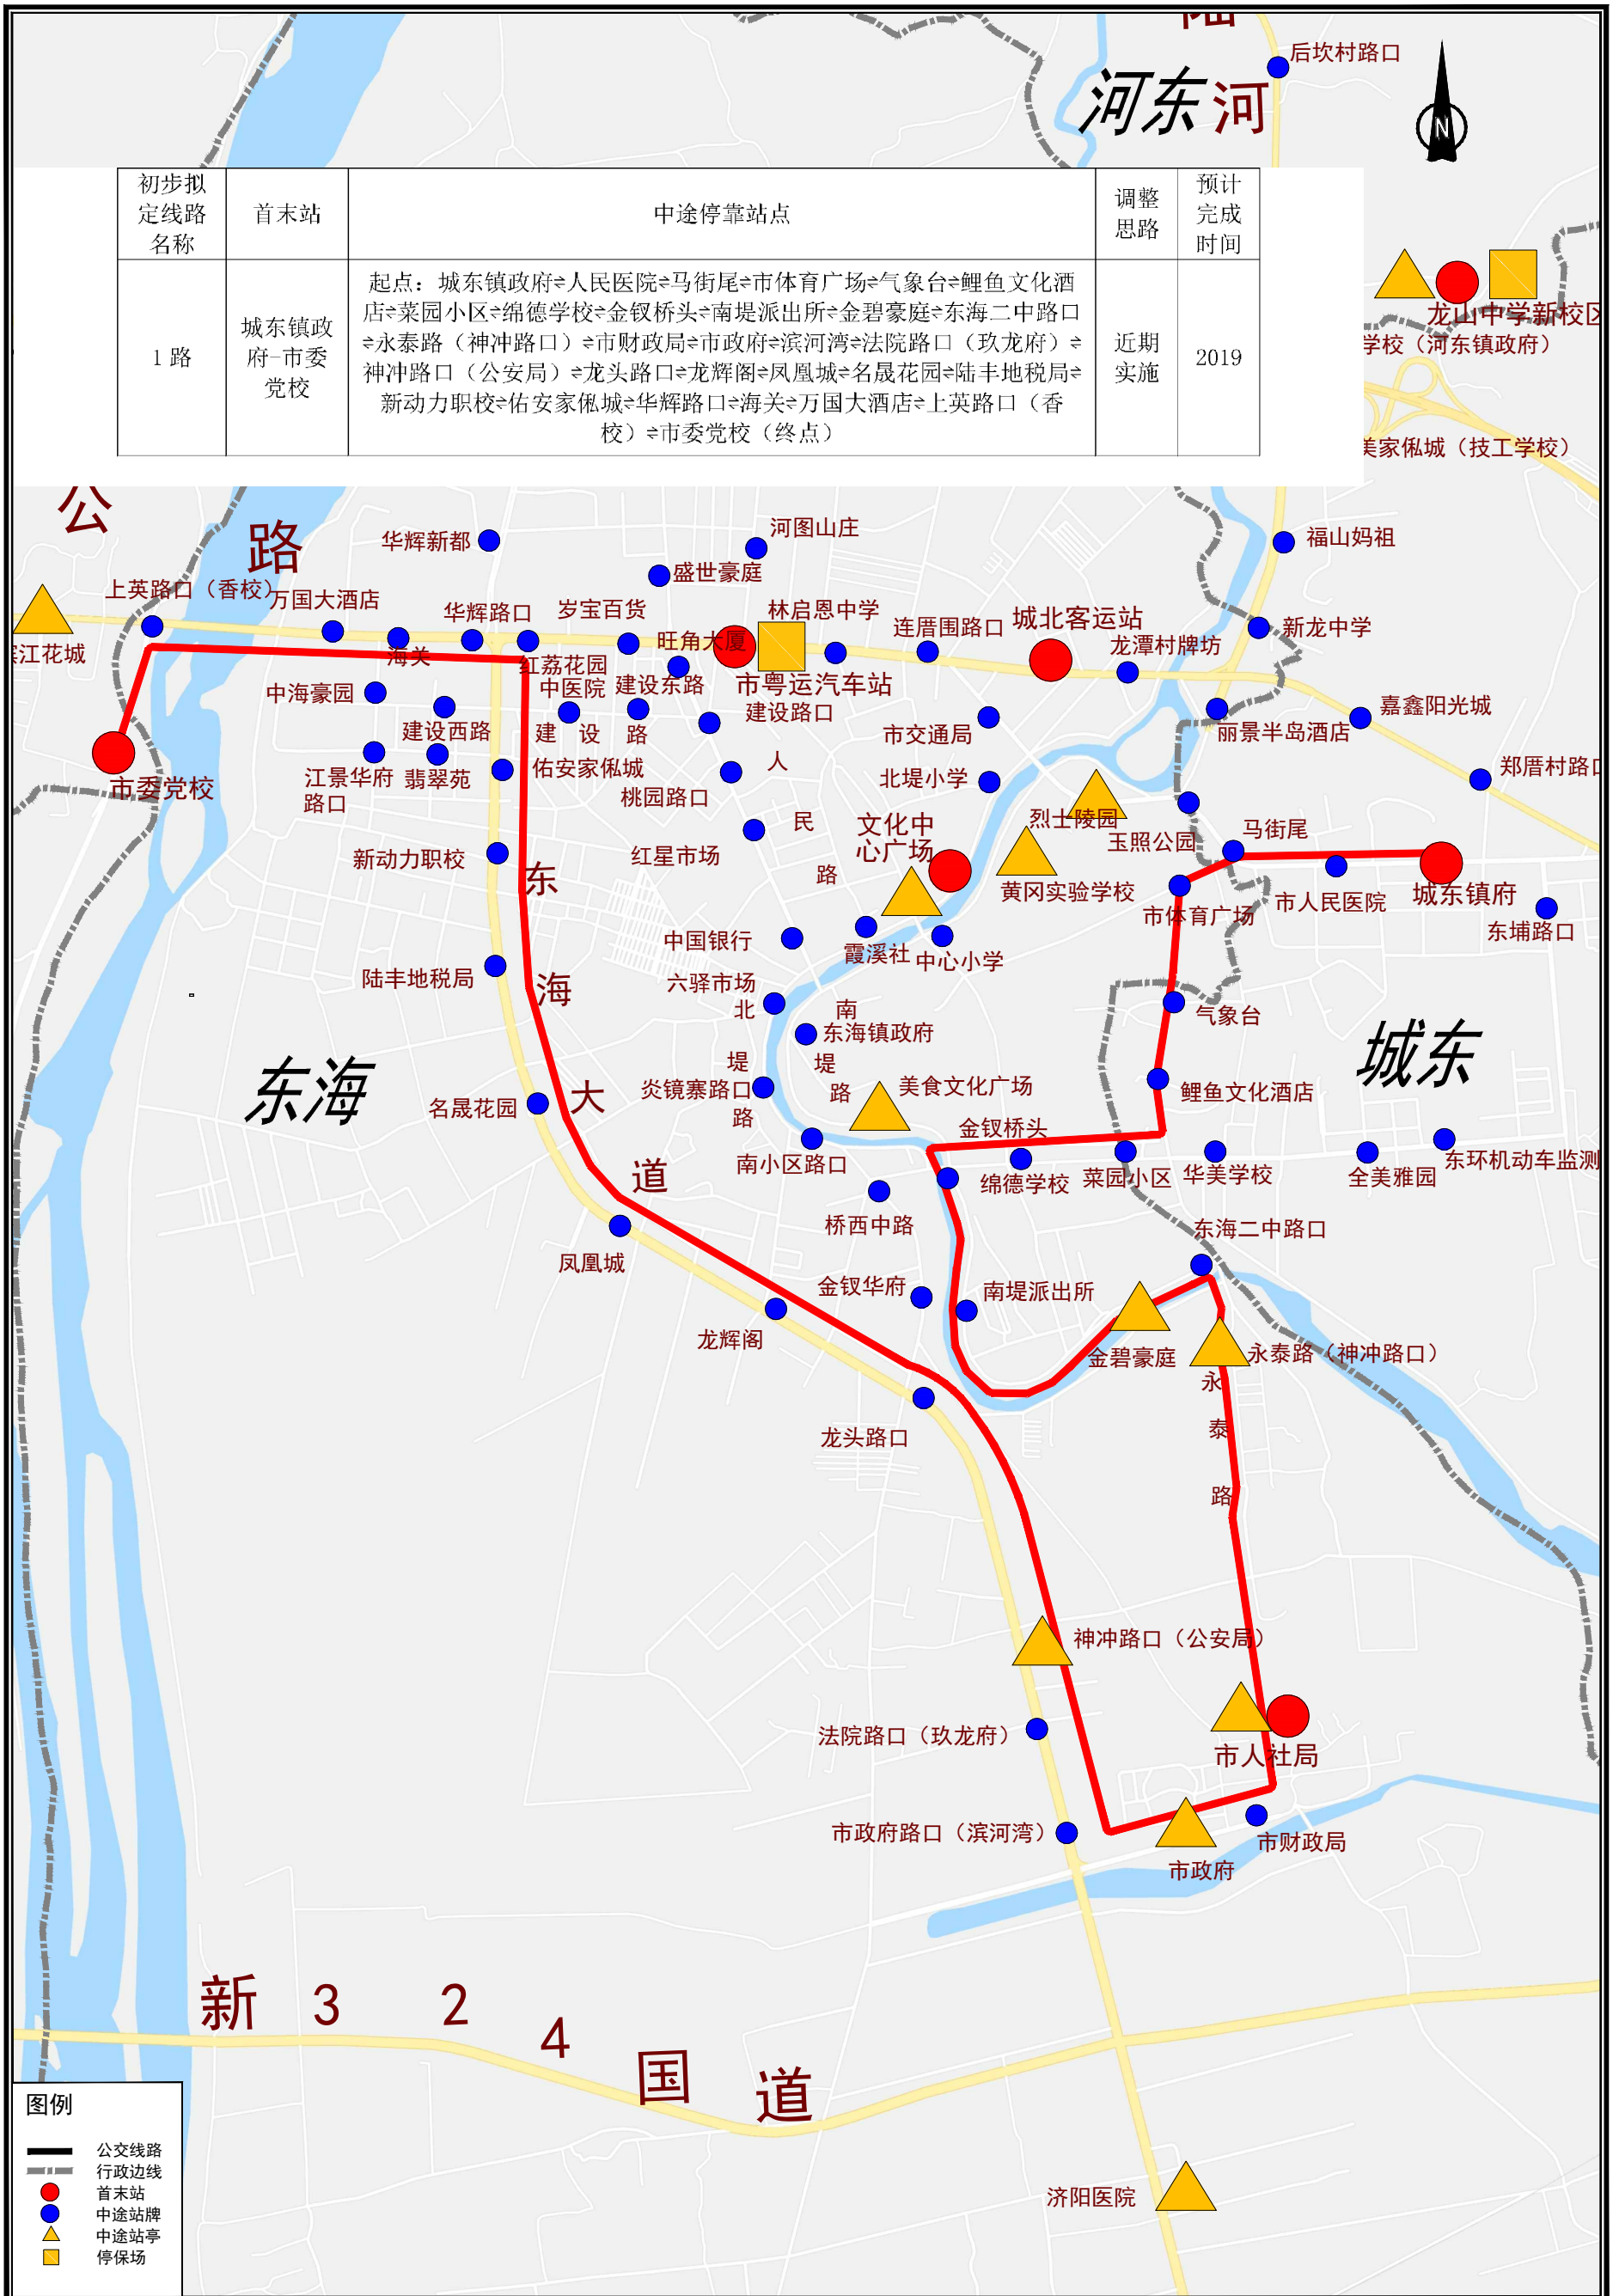 后坎村路口
河东
河
N
初步拟
定线路
名称
首末站
中途停靠站点
调整
思路
预计
完成
时间
1 路
城东镇政
府-市委
党校
起点：城东镇政府⇌人民医院⇌马街尾⇌市体育广场⇌气象台⇌鲤鱼文化酒
店⇌菜园小区⇌绵德学校⇌金钗桥头⇌南堤派出所⇌金碧豪庭⇌东海二中路口
⇌永泰路（神冲路口）⇌市财政局⇌市政府⇌滨河湾⇌法院路口（玖龙府）⇌
神冲路口（公安局）⇌龙头路口⇌龙辉阁⇌凤凰城⇌名晟花园⇌陆丰地税局⇌
新动力职校⇌佑安家俬城⇌华辉路口⇌海关⇌万国大酒店⇌上英路口（香
校）⇌市委党校（终点）
近期
实施
2019
龙山中学新校区
学校（河东镇政府）
美家俬城（技工学校）
公
路
华辉新都
河图山庄
盛世豪庭
福山妈祖
上英路口（香校）
万国大酒店
华辉路口
岁宝百货
林启恩中学
连厝围路口
城北客运站
新龙中学
滨江花城
海关
红荔花园
旺角大厦
龙潭村牌坊
中海豪园
中医院
建设东路
市粤运汽车站
建设西路
建 设 路
建设路口
市交通局
丽景半岛酒店
嘉鑫阳光城
市委党校
江景华府
路口
翡翠苑
佑安家俬城
桃园路口
人
民
路
北堤小学
郑厝村路口
烈士陵园
玉照公园
马街尾
新动力职校
红星市场
文化中
心广场
黄冈实验学校
市体育广场
市人民医院
城东镇府
东埔路口
东
海
大
道
中国银行
霞溪社
中心小学
陆丰地税局
六驿市场
北
堤
路
南
堤
路
东海镇政府
气象台
城东
东海
名晟花园
炎镜寨路口
美食文化广场
鲤鱼文化酒店
金钗桥头
南小区路口
绵德学校
菜园小区
华美学校
全美雅园
东环机动车监测
桥西中路
东海二中路口
凤凰城
金钗华府
南堤派出所
龙辉阁
金碧豪庭
永泰路（神冲路口）
永
泰
路
龙头路口
神冲路口（公安局）
法院路口（玖龙府）
市人社局
市政府路口（滨河湾）
市财政局
市政府
新 3 2 4 国 道
济阳医院
图例
公交线路
行政边线
首末站
中途站牌
中途站亭
停保场